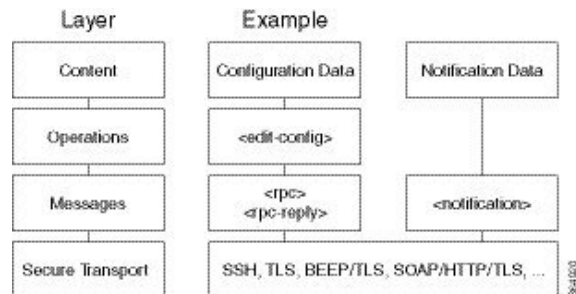 Layer Example
Content Configuration Data Notification Data
Operations <edit-config>
Messages <rpc> <notification>
<rpc-reply>
Secure Transport SSH, TLS, BEEP/TLS, SOAP/HTTP/TLS, ...